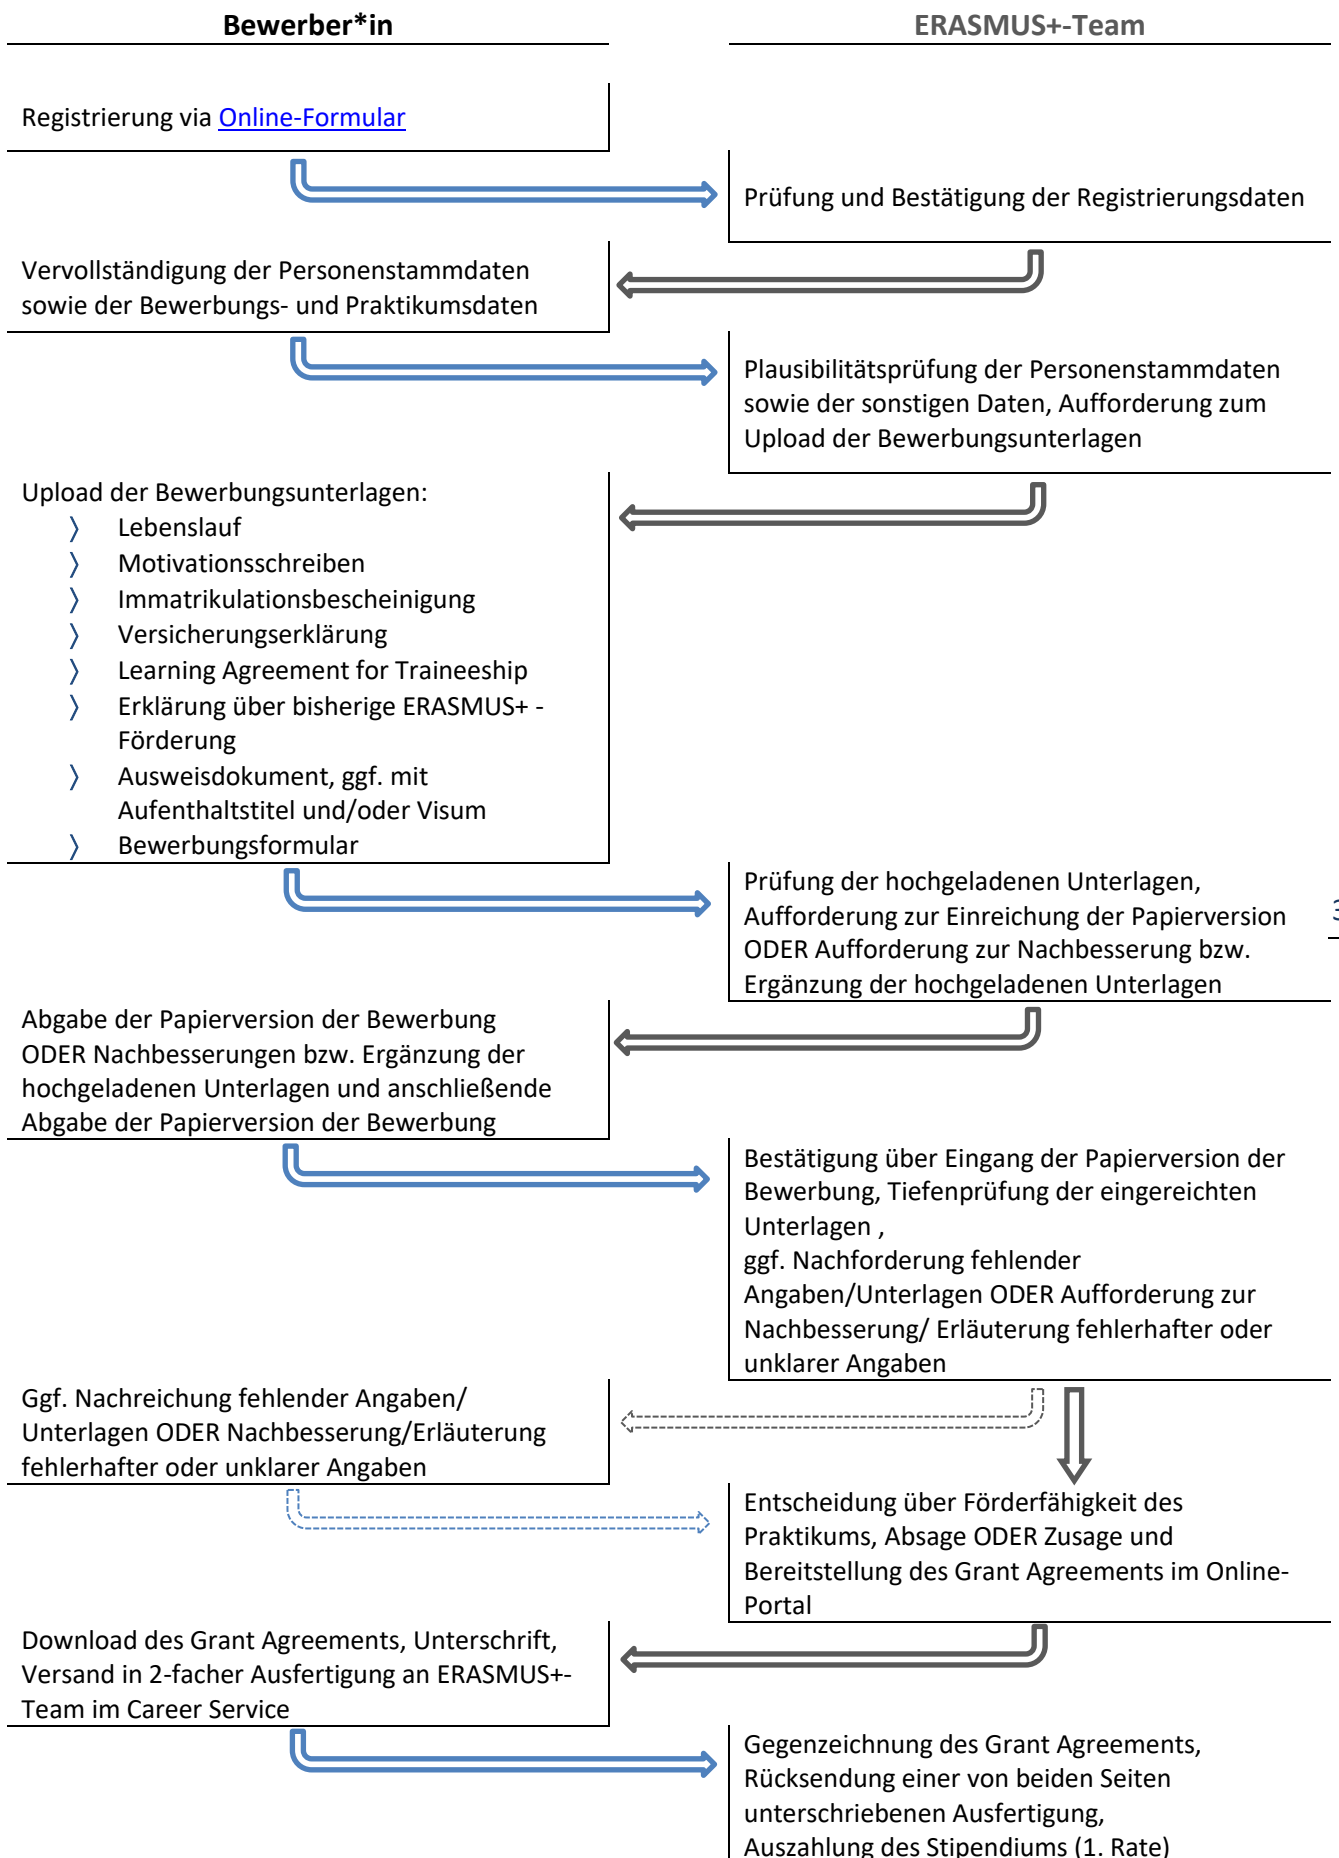 Bewerber*in
ERASMUS+-Team
Registrierung via Online-Formular
Prüfung und Bestätigung der Registrierungsdaten
Vervollständigung der Personenstammdaten
sowie der Bewerbungs- und Praktikumsdaten
Plausibilitätsprüfung der Personenstammdaten
sowie der sonstigen Daten, Aufforderung zum
Upload der Bewerbungsunterlagen
Upload der Bewerbungsunterlagen:
〉 Lebenslauf
〉 Motivationsschreiben
〉 Immatrikulationsbescheinigung
〉 Versicherungserklärung
〉 Learning Agreement for Traineeship
〉 Erklärung über bisherige ERASMUS+ -
Förderung
〉 Ausweisdokument, ggf. mit
Aufenthaltstitel und/oder Visum
〉 Bewerbungsformular
Prüfung der hochgeladenen Unterlagen,
Aufforderung zur Einreichung der Papierversion
ODER Aufforderung zur Nachbesserung bzw.
Ergänzung der hochgeladenen Unterlagen
3
Abgabe der Papierversion der Bewerbung
ODER Nachbesserungen bzw. Ergänzung der
hochgeladenen Unterlagen und anschließende
Abgabe der Papierversion der Bewerbung
Bestätigung über Eingang der Papierversion der
Bewerbung, Tiefenprüfung der eingereichten
Unterlagen ,
ggf. Nachforderung fehlender
Angaben/Unterlagen ODER Aufforderung zur
Nachbesserung/ Erläuterung fehlerhafter oder
unklarer Angaben
Ggf. Nachreichung fehlender Angaben/
Unterlagen ODER Nachbesserung/Erläuterung
fehlerhafter oder unklarer Angaben
Entscheidung über Förderfähigkeit des
Praktikums, Absage ODER Zusage und
Bereitstellung des Grant Agreements im Online-
Portal
Download des Grant Agreements, Unterschrift,
Versand in 2-facher Ausfertigung an ERASMUS+-
Team im Career Service
Gegenzeichnung des Grant Agreements,
Rücksendung einer von beiden Seiten
unterschriebenen Ausfertigung,
Auszahlung des Stipendiums (1. Rate)